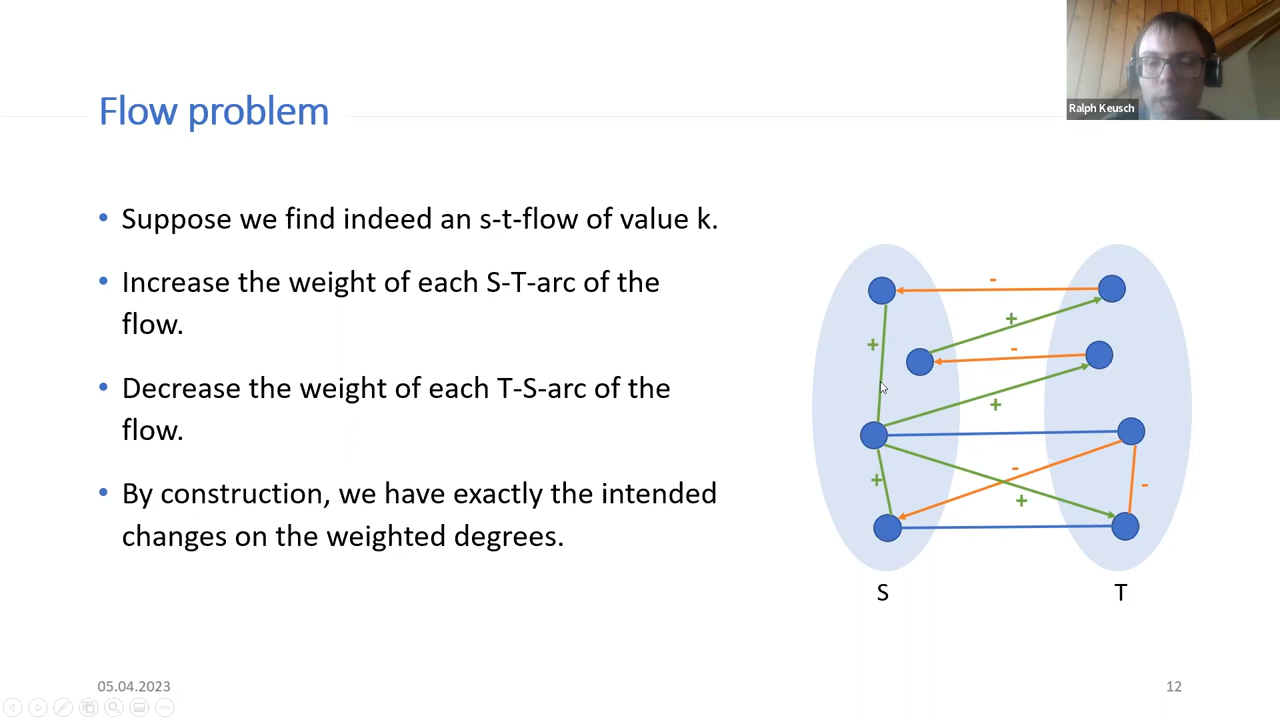 Ralph Keusch
Flow problem
• Suppose we find indeed an s-t-flow of value k.
• Increase the weight of each S-T-arc of the
flow.
• Decrease the weight of each T-S-arc of the
flow.
• By construction, we have exactly the intended
changes on the weighted degrees.
-
+
+
-
+
-
+
+
-
S
T
05.04.2023
12